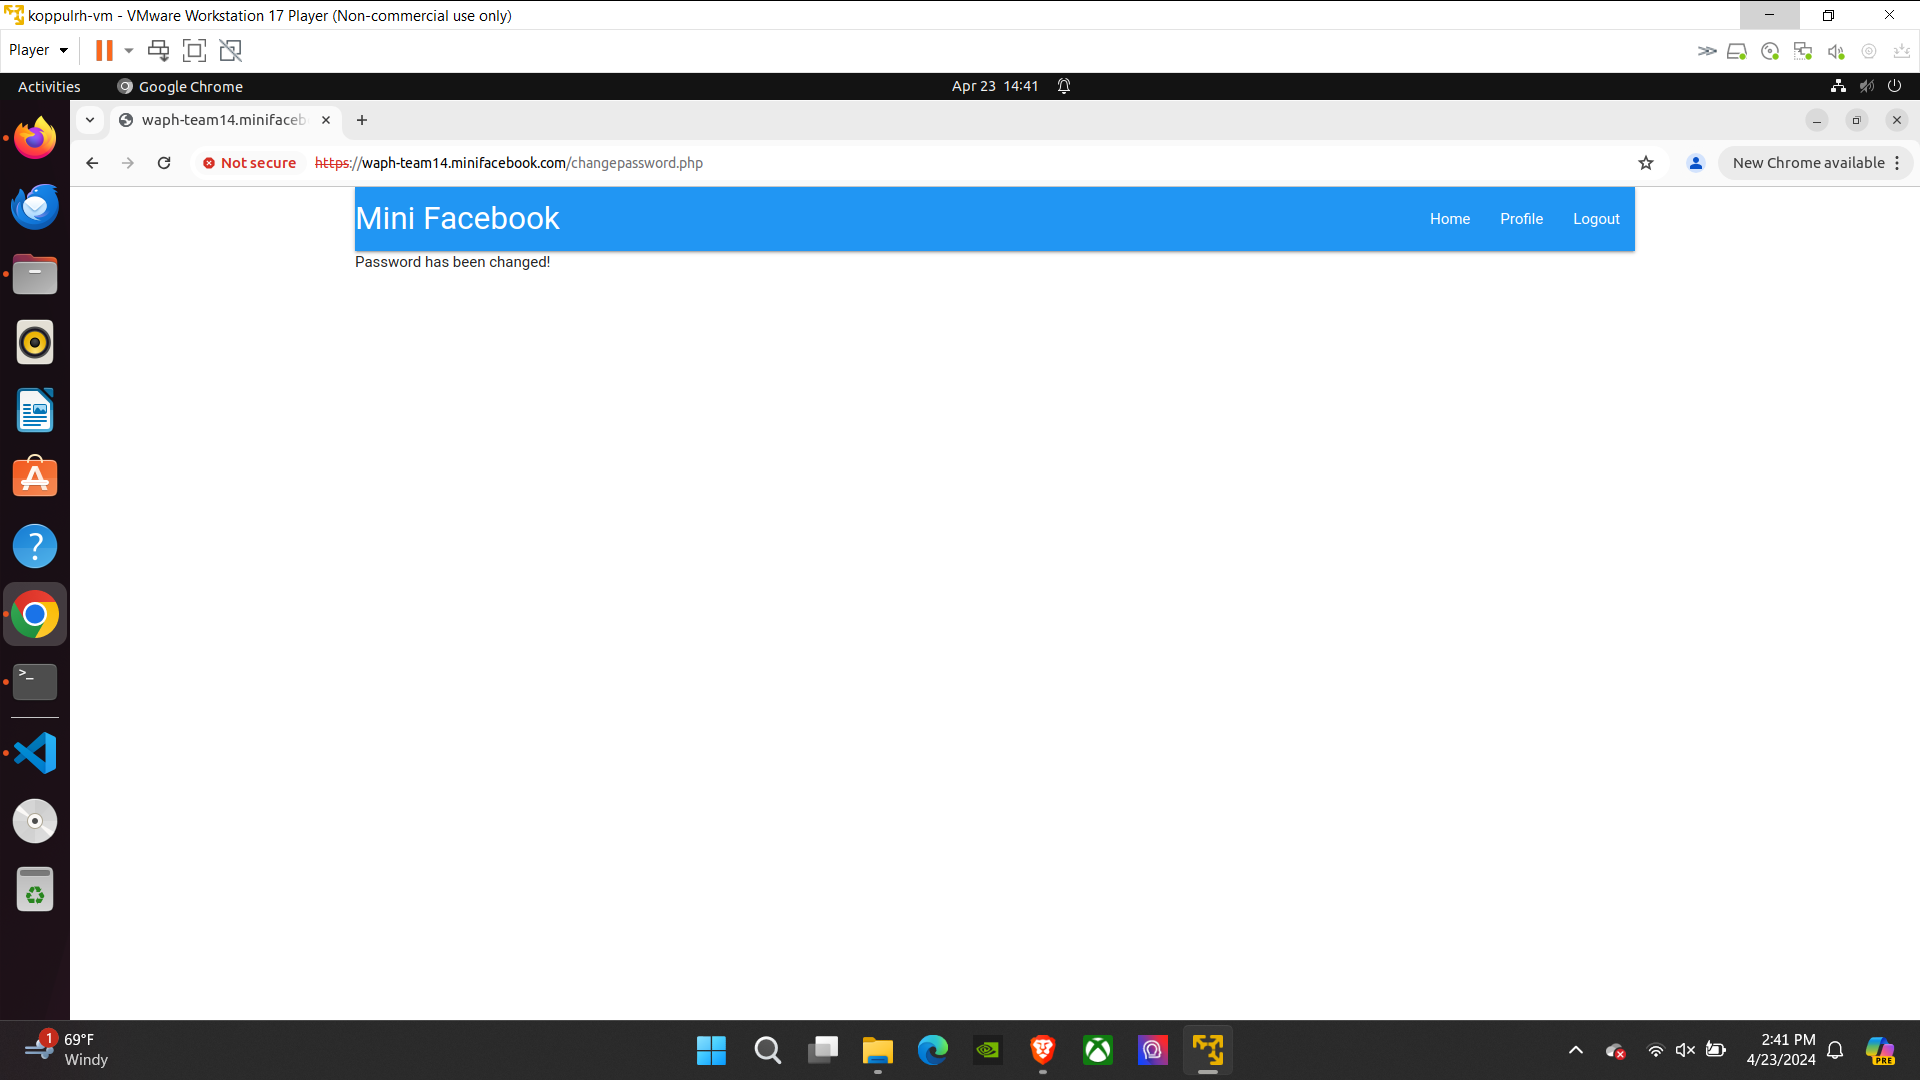 koppulrh-vm - VMware Workstation 17 Player (Non-commercial use only)
Player
Activities
Google Chrome
Apr 23 14:41
waph-team14.minifaceb
Not secure
https://waph-team14.minifacebook.com/changepassword.php
New Chrome available
Mini Facebook
Home
Profile
Logout
Password has been changed!
1
69°F
Windy
2:41 PM
4/23/2024
PRE